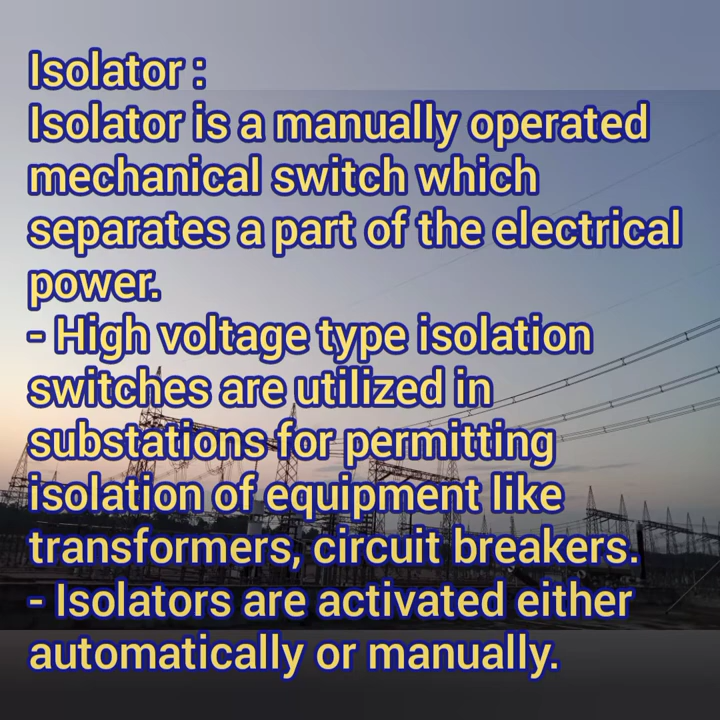 Isolator :
Isolator is a manually operated
mechanical switch which
separates a part of the electrical
power.
- High voltage type isolation
switches are utilized in
substations for permitting
isolation of equipment like
transformers, circuit breakers.
- Isolators are activated either
automatically or manually.